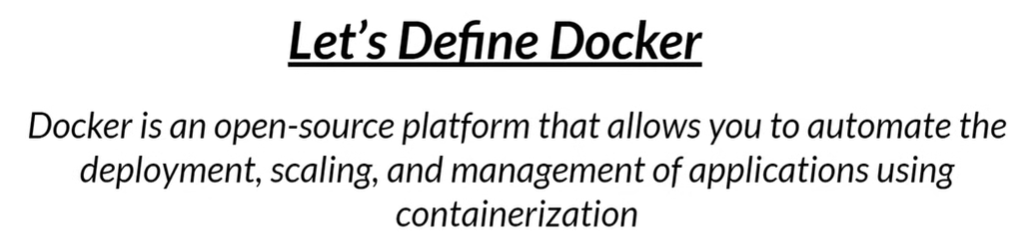 Let’s Define Docker
Docker is an open-source platform that allows you to automate the
deployment, scaling, and management of applications using
containerization